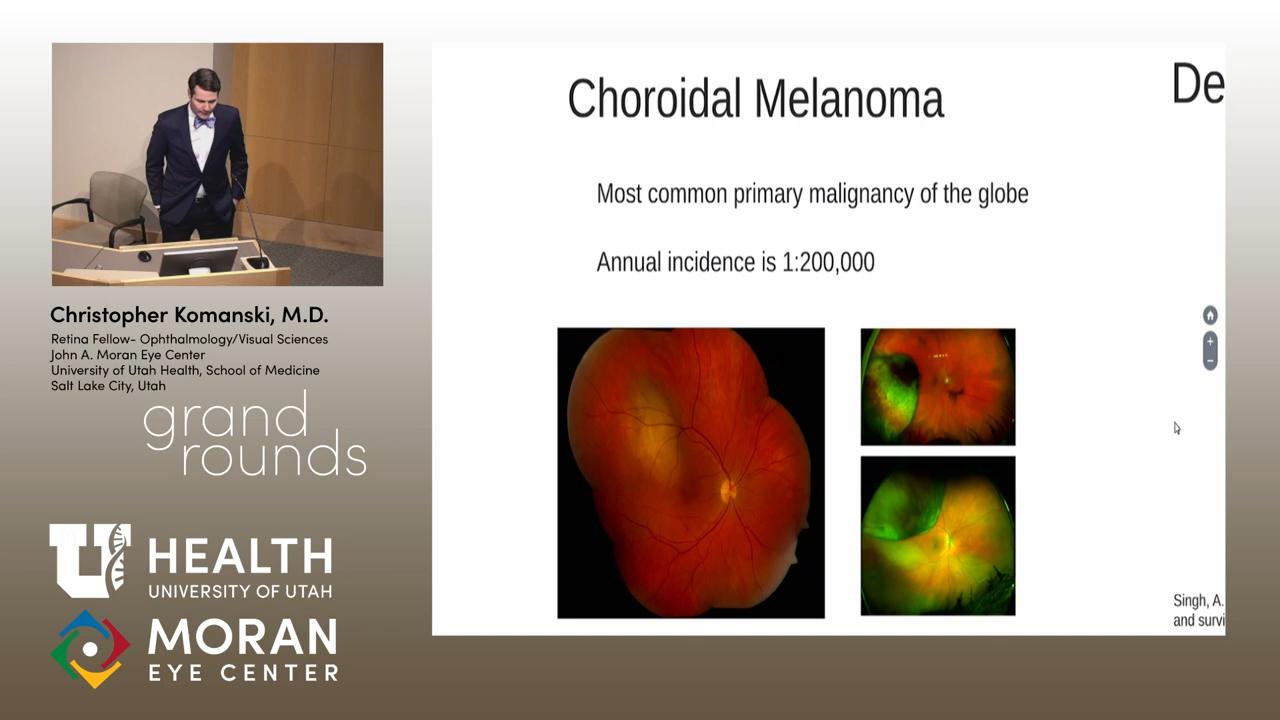 Christopher Komanski, M.D.
Retina Fellow- Ophthalmology/Visual Sciences
John A. Moran Eye Center
University of Utah Health, School of Medicine
Salt Lake City, Utah
grand
rounds
U
HEALTH
UNIVERSITY OF UTAH
MORAN
EYE CENTER
Choroidal Melanoma
Most common primary malignancy of the globe
Annual incidence is 1:200,000
De
Singh, A.
and survi